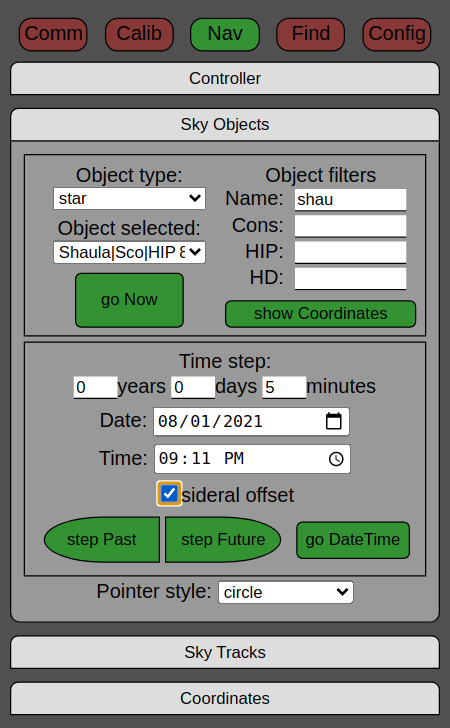 Comm Calib Nav Find Config
Controller
Sky Objects
Object type: Object filters
star Name: shau
Object selected: Cons:
Shaula|Sco|HIP 8 HIP:
HD:
go Now show Coordinates
Time step:
0 years 0 days 5 minutes
Date: 08/01/2021
Time: 09:11 PM
sideral offset
step Past step Future go DateTime
Pointer style: circle
Sky Tracks
Coordinates